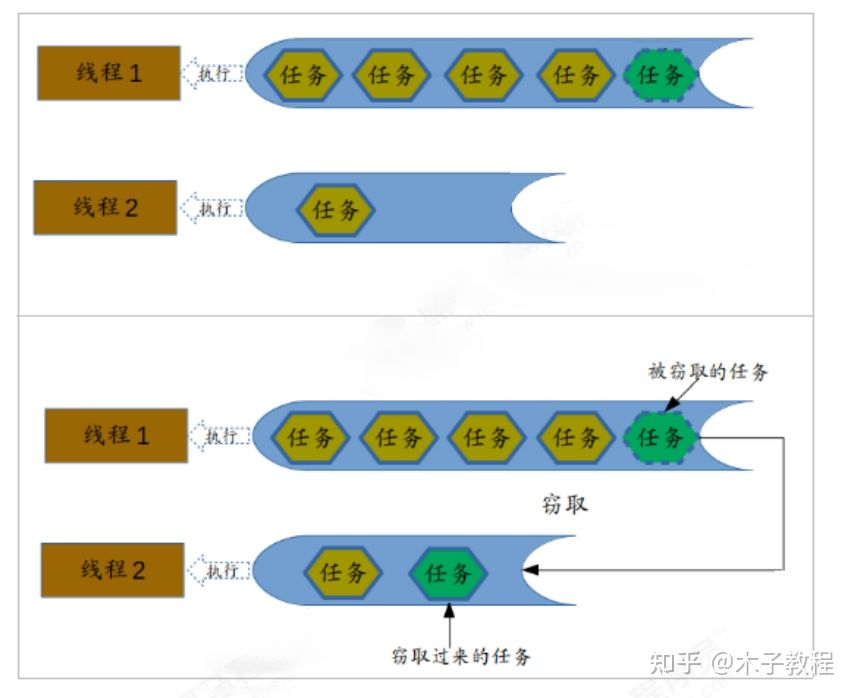 线程1 执行 任务 任务 任务 任务 任务
线程2 执行 任务
被窃取的任务
线程1 执行 任务 任务 任务 任务 任务
窃取
线程2 执行 任务 任务
窃取过来的任务
知乎 @木子教程